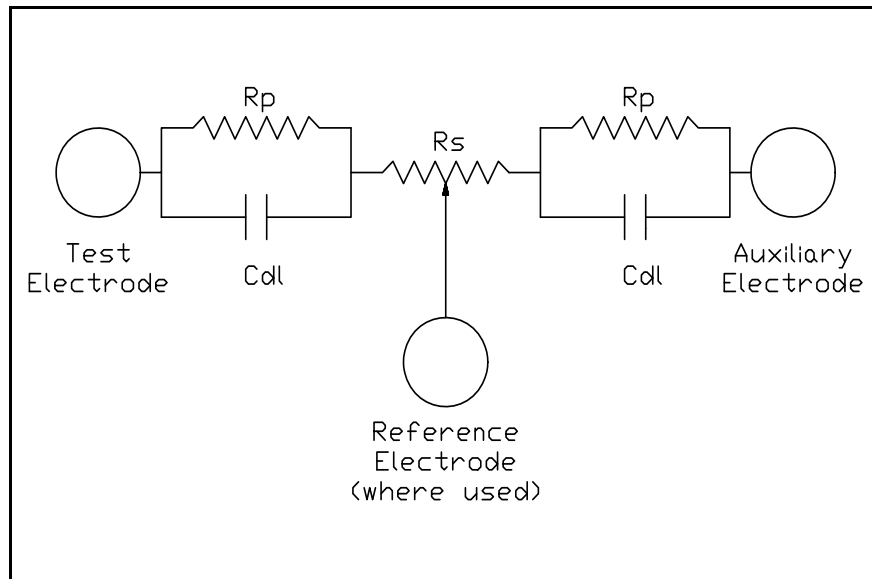 Rp
Rp
Rs
Test
Electrode
Cdl
Cdl
Auxiliary
Electrode
Reference
Electrode
(where used)